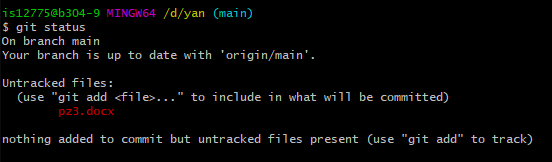 is12775@b304-9 MINGW64 /d/yan (main)
$ git status
On branch main
Your branch is up to date with 'origin/main'.

Untracked files:
  (use "git add <file>..." to include in what will be committed)
        pz3.docx

nothing added to commit but untracked files present (use "git add" to track)